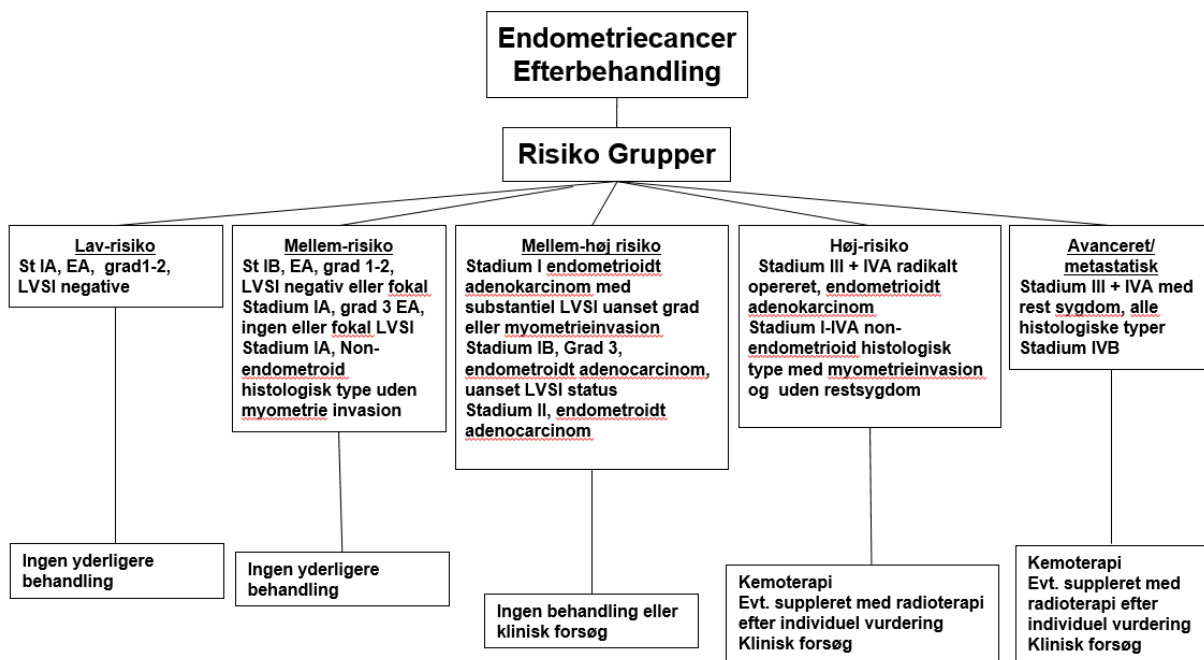 Endometriecancer
Efterbehandling
Risiko Grupper
Lav-risiko
St IA, EA, grad1-2,
LVSI negative
Mellem-risiko
St IB, EA, grad 1-2,
LVSI negativ eller fokal
Stadium IA, grad 3 EA,
ingen eller fokal LVSI
Stadium IA, Non-
endometroid
histologisk type uden
myometrie invasion
Mellem-høj risiko
Stadium I endometrioidt
adenokarcinom med
substantiel LVSI uanset grad
eller myometrieinvasion
Stadium IB, Grad 3,
endometroidt adenocarcinom,
uanset LVSI status
Stadium II, endometroidt
adenocarcinom
Høj-risiko
Stadium III + IVA radikalt
opereret, endometrioidt
adenokarcinom
Stadium I-IVA non-
endometrioid histologisk
type med myometrieinvasion
og uden restsygdom
Avanceret/
metastatisk
Stadium III + IVA med
rest sygdom, alle
histologiske typer
Stadium IVB
Ingen yderligere
behandling
Ingen yderligere
behandling
Ingen behandling eller
klinisk forsøg
Kemoterapi
Evt. suppleret med radioterapi
efter individuel vurdering
Klinisk forsøg
Kemoterapi
Evt. suppleret med
radioterapi efter
individuel vurdering
Klinisk forsøg